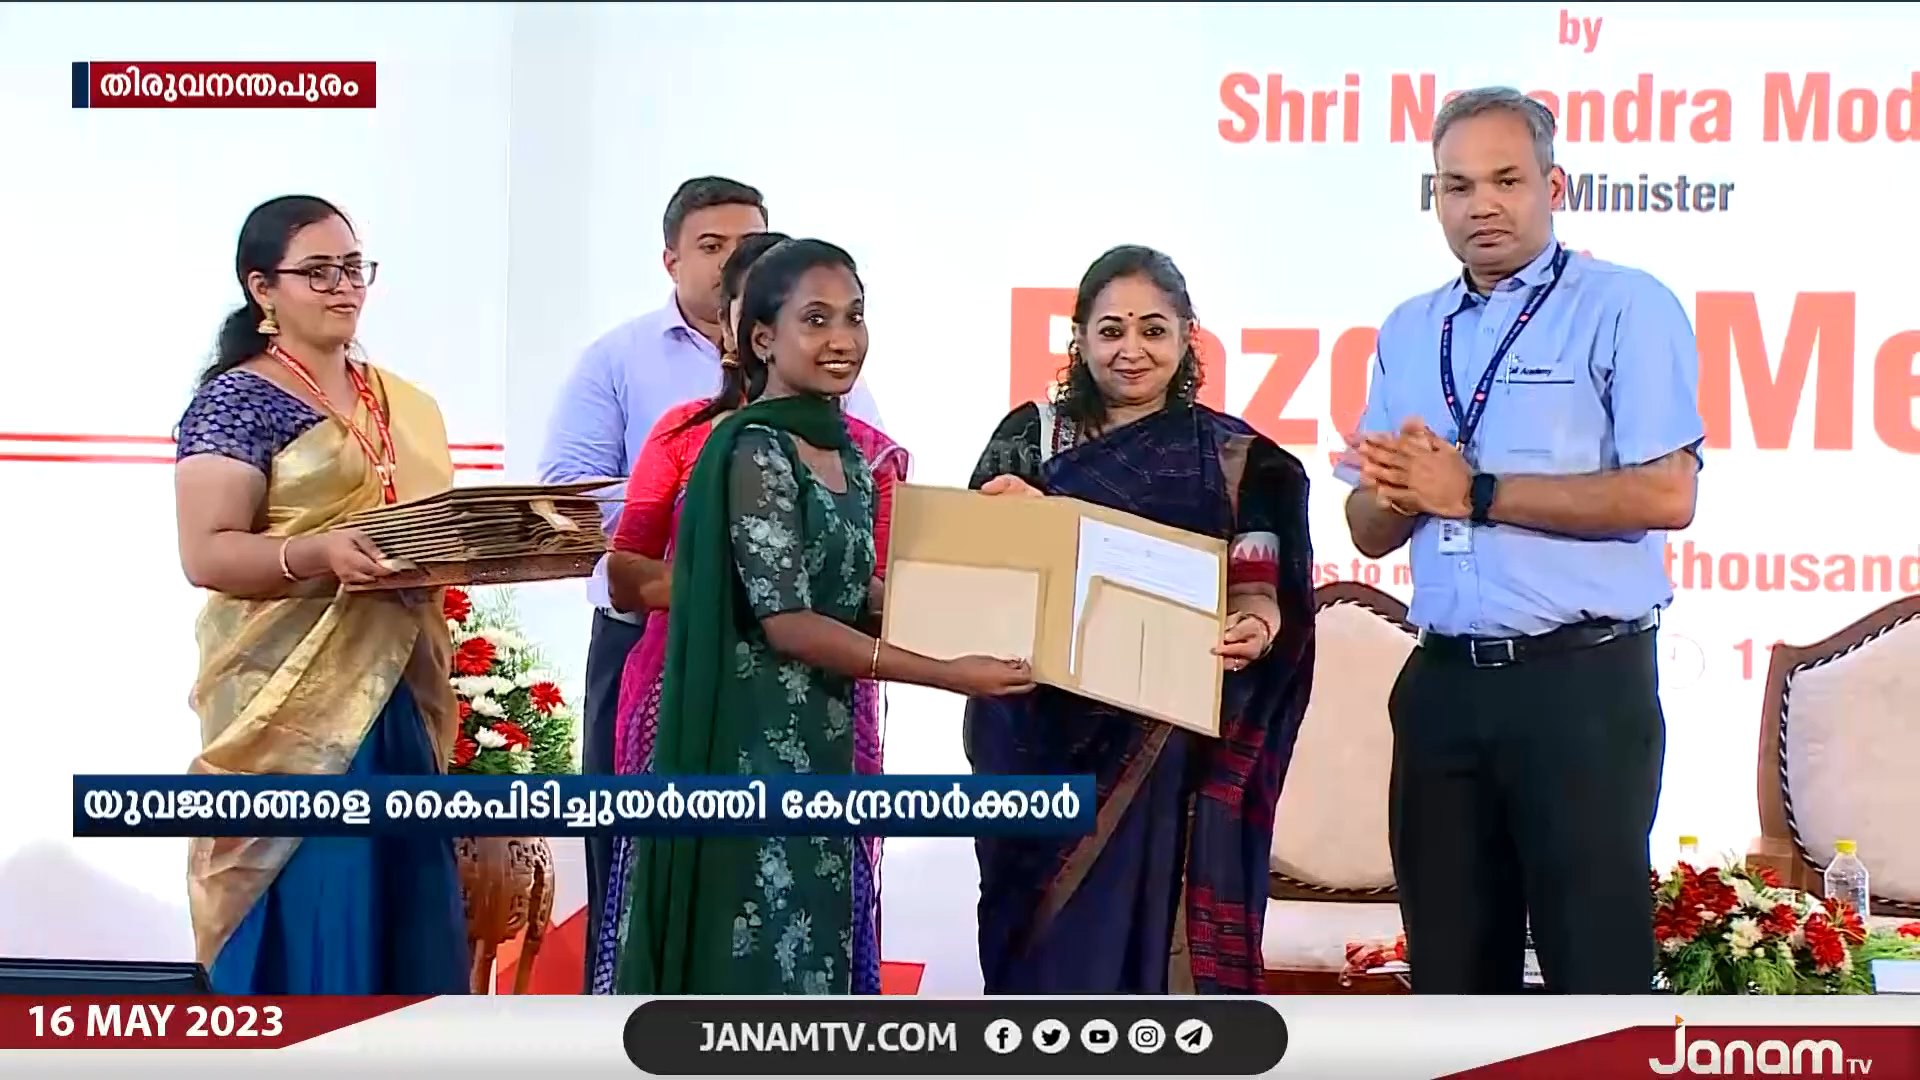 by
തിരുവനന്തപുരം
Shri Narendra Mod
Minister
Me
thousand
യുവജനങ്ങളെ കൈപിടിച്ചുയർത്തി കേന്ദ്രസർക്കാർ
16 MAY 2023
JANAMTV.COM
Janam TV